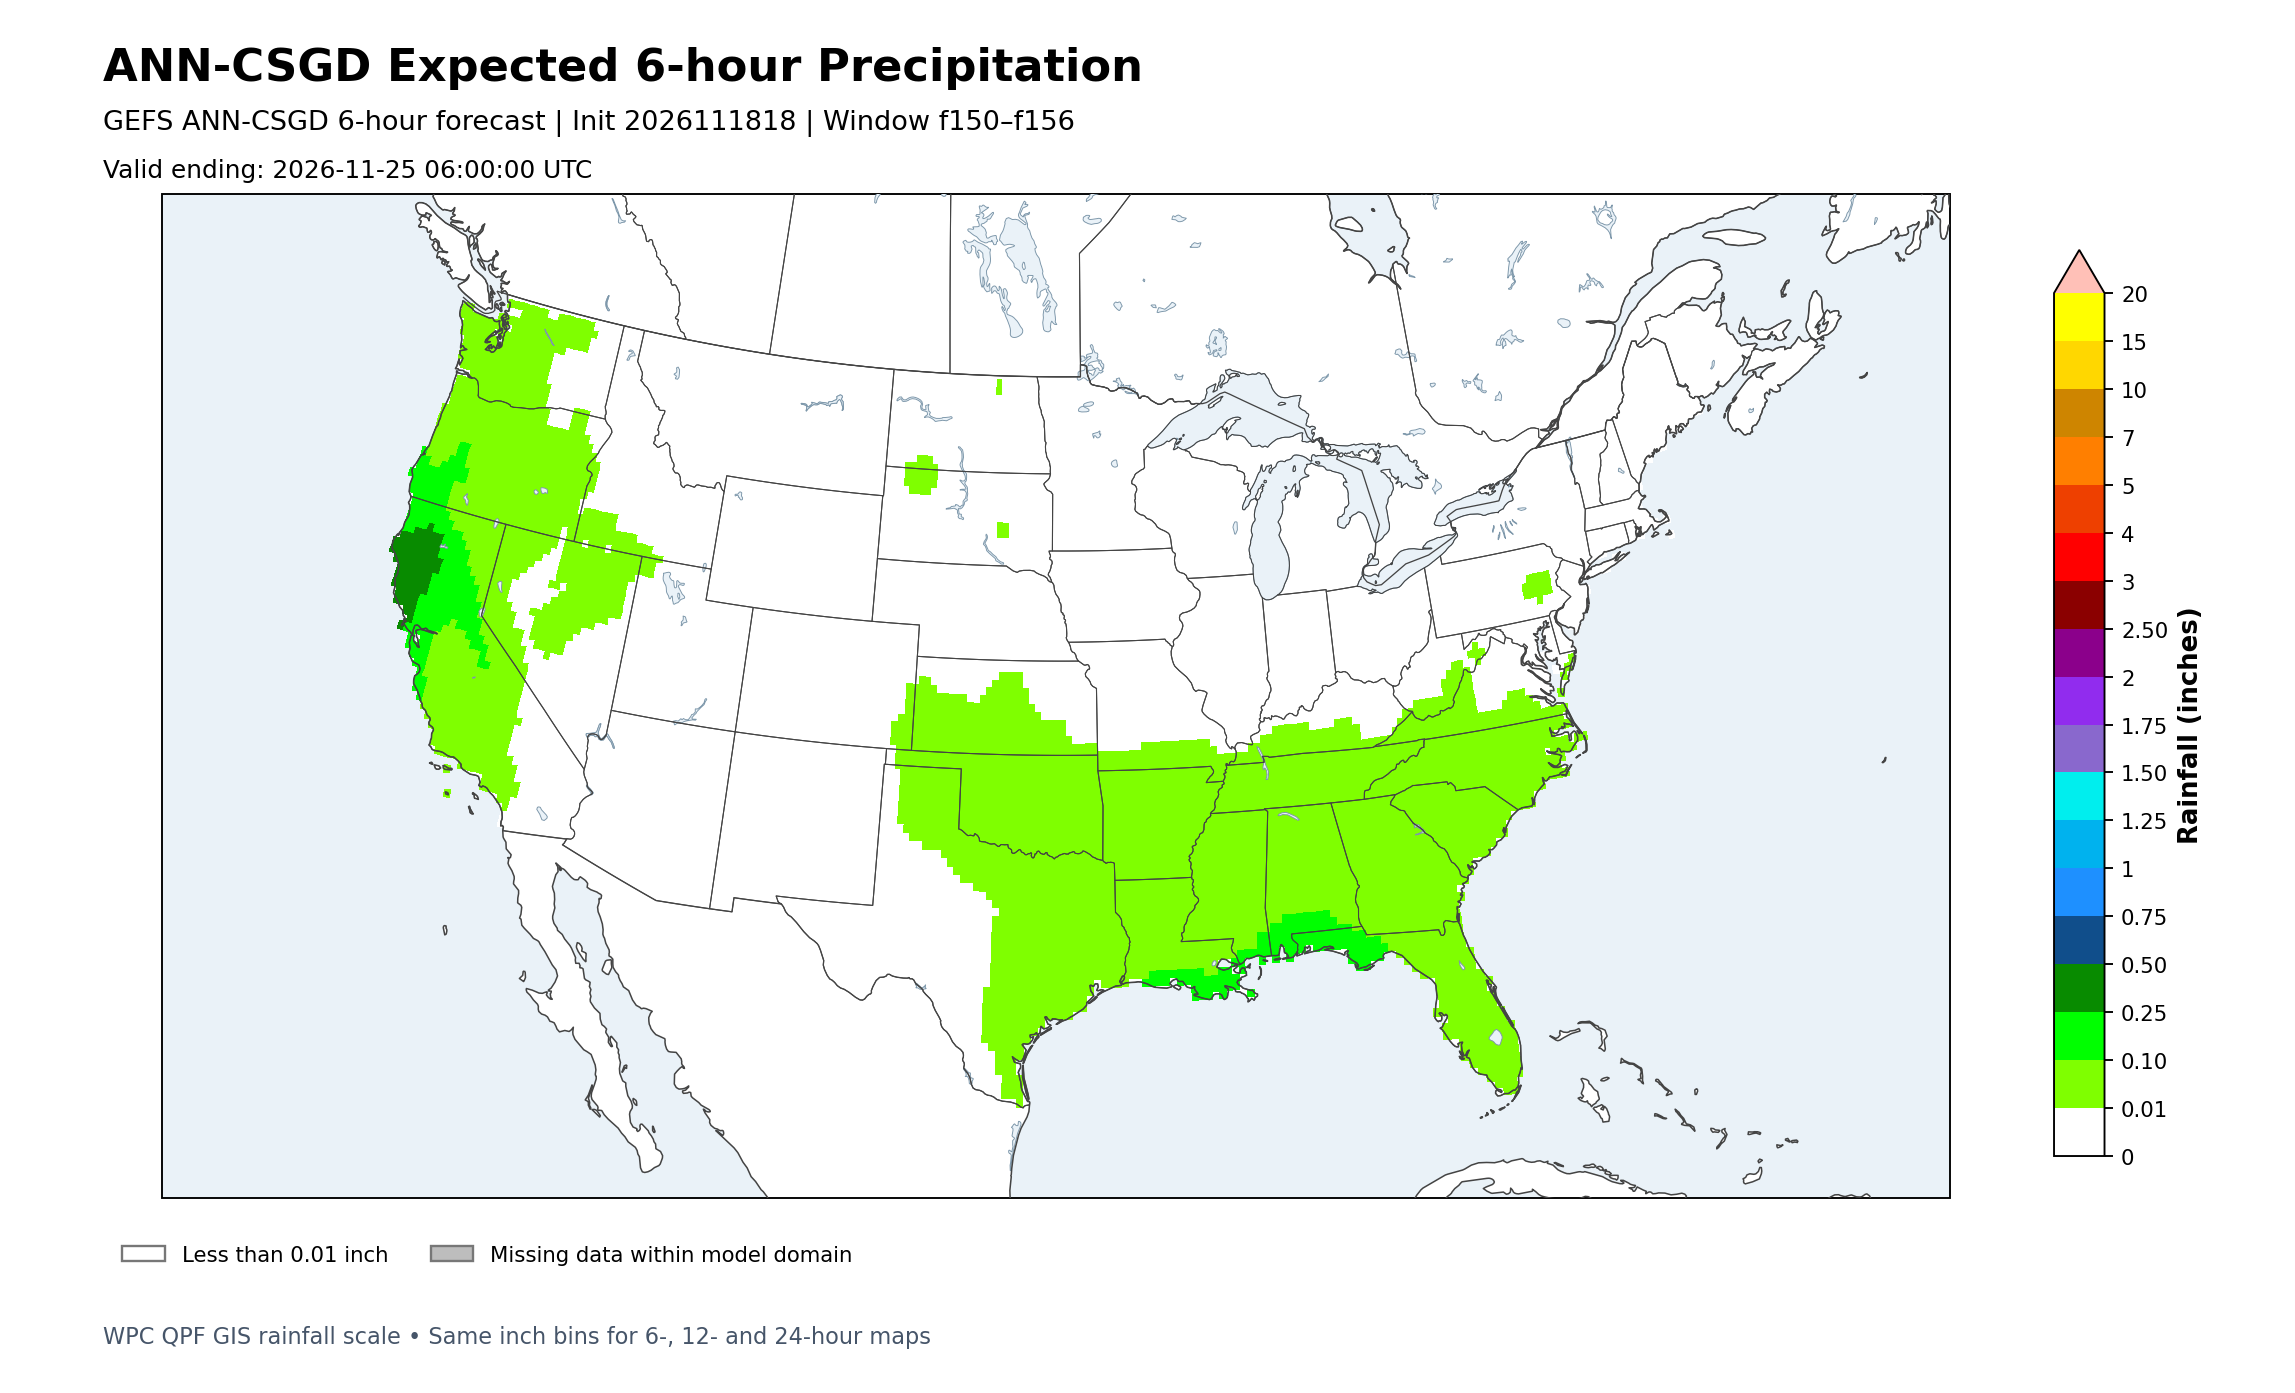 ANN-CSGD Expected 6-hour Precipitation
GEFS ANN-CSGD 6-hour forecast | Init 2026111818 | Window f150–f156
Valid ending: 2026-11-25 06:00:00 UTC
20
15
10
7
5
4
3
2.50
2
1.75
1.50
1.25
1
0.75
0.50
0.25
0.10
0.01
0
Rainfall (inches)
Less than 0.01 inch
Missing data within model domain
WPC QPF GIS rainfall scale • Same inch bins for 6-, 12- and 24-hour maps